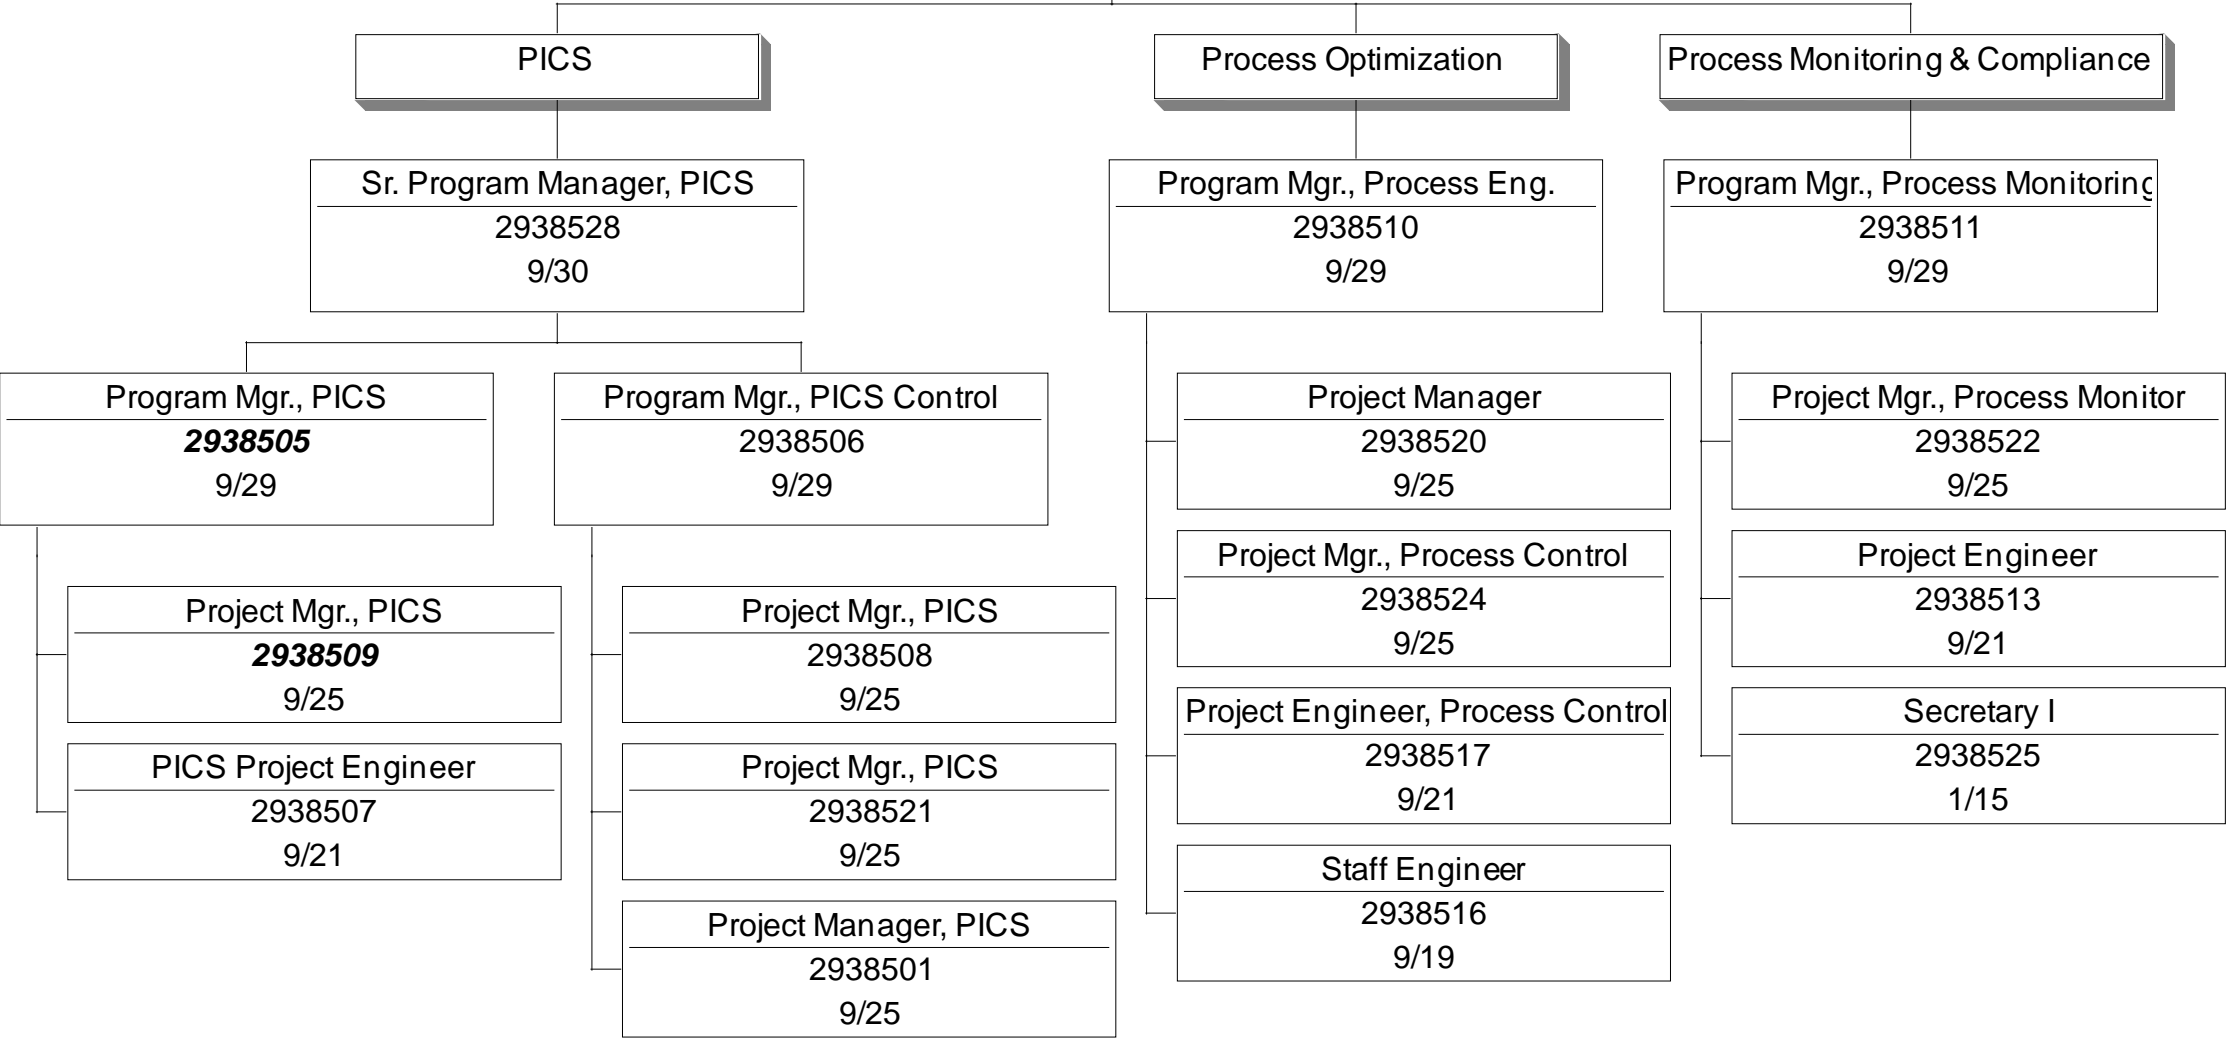 PICS
Process Optimization
Process Monitoring & Compliance
Sr. Program Manager, PICS
2938528
9/30
Program Mgr., Process Eng.
2938510
9/29
Program Mgr., Process Monitoring
2938511
9/29
Program Mgr., PICS
2938505
9/29
Program Mgr., PICS Control
2938506
9/29
Project Manager
2938520
9/25
Project Mgr., Process Monitor
2938522
9/25
Project Mgr., Process Control
2938524
9/25
Project Engineer
2938513
9/21
Project Mgr., PICS
2938509
9/25
Project Mgr., PICS
2938508
9/25
Project Engineer, Process Control
2938517
9/21
Secretary I
2938525
1/15
PICS Project Engineer
2938507
9/21
Project Mgr., PICS
2938521
9/25
Staff Engineer
2938516
9/19
Project Manager, PICS
2938501
9/25